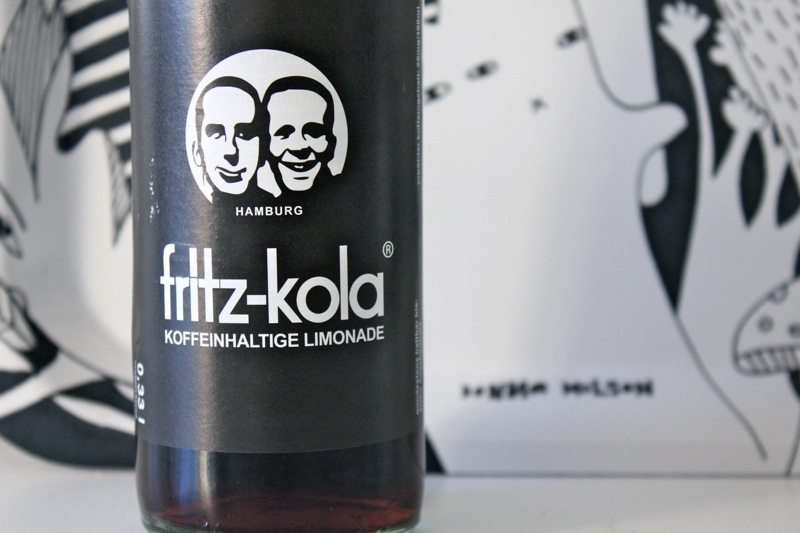 HAMBURG
fritz-kola®
KOFFEINHALTIGE LIMONADE
0,33 l